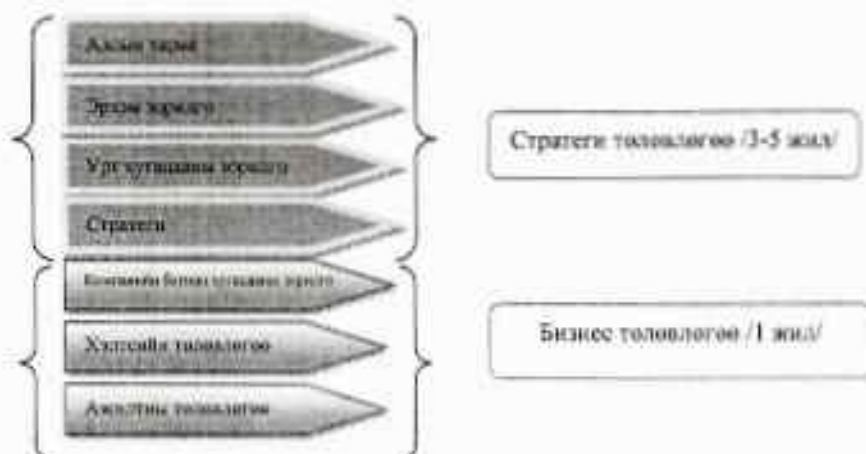 Алсын хараа
Эрхэм зорилго
Урт хугацааны зорилго
Стратеги
Стратеги төлөвлөгөө /3-5 жил/
Компанийн богино хугацааны зорилго
Хэлтсийн төлөвлөгөө
Ажилтны төлөвлөгөө
Бизнес төлөвлөгөө /1 жил/